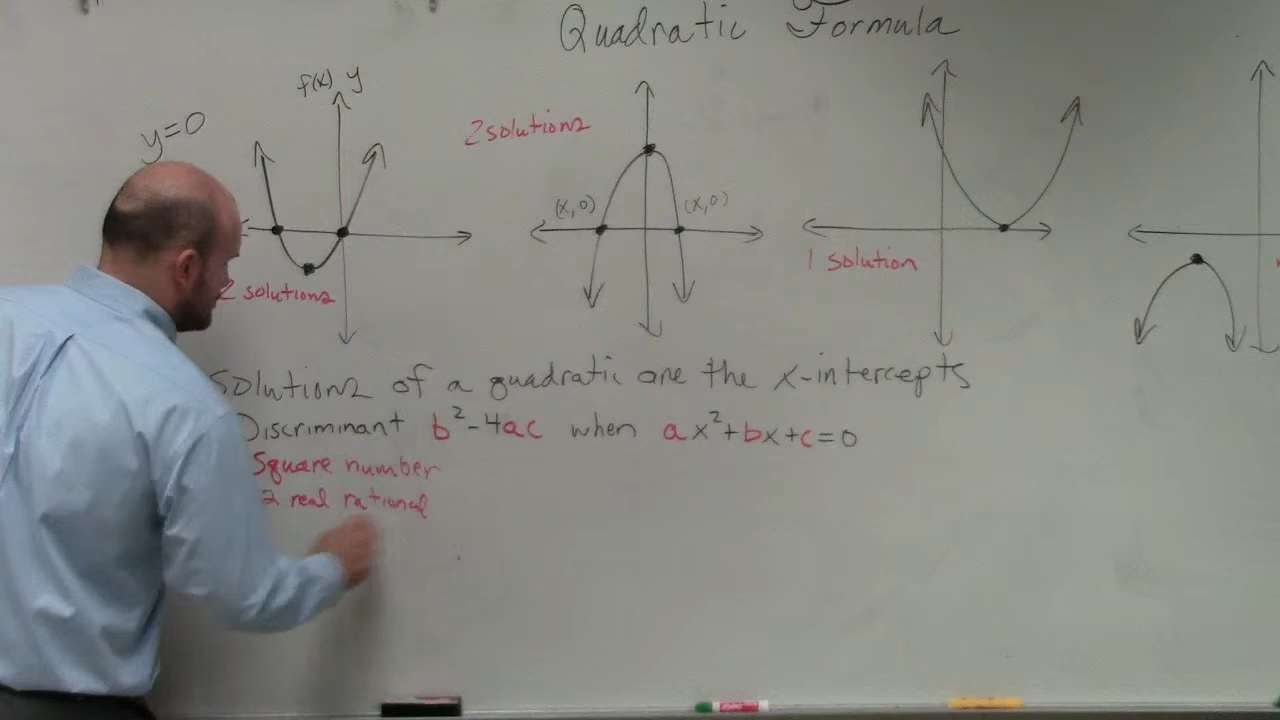 Quadratic Formula
f(x) y
y=0
2 solutions
2 solutions
(x,0) (x,0)
1 solution
Solutions of a quadratic are the x-intercepts
Discriminant b²-4ac when ax²+bx+c=0
Square number
2 real rational